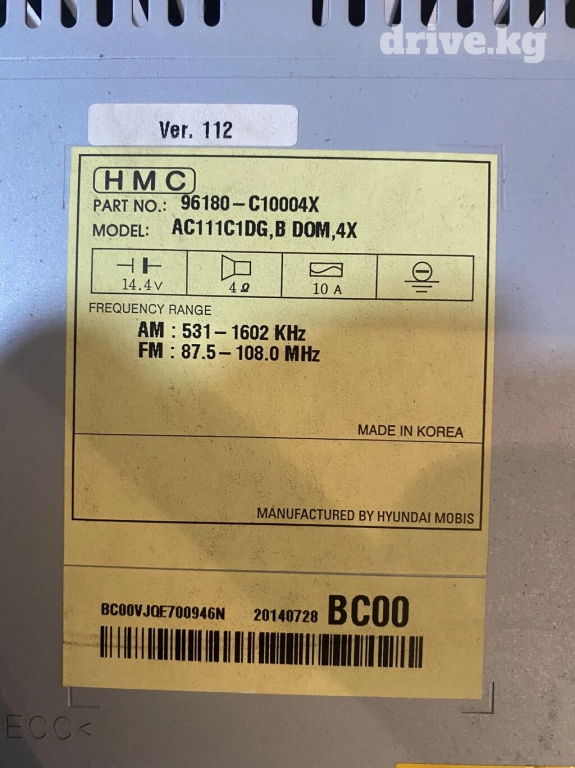 drive.kg
Ver. 112
HMC
PART NO.: 96180-C10004X
MODEL: AC111C1DG,B DOM,4X
14.4V 4Ω 10 A
FREQUENCY RANGE
AM : 531-1602 KHz
FM : 87.5-108.0 MHz
MADE IN KOREA
MANUFACTURED BY HYUNDAI MOBIS
BC00VJQE700946N 20140728 BC00
ECC<